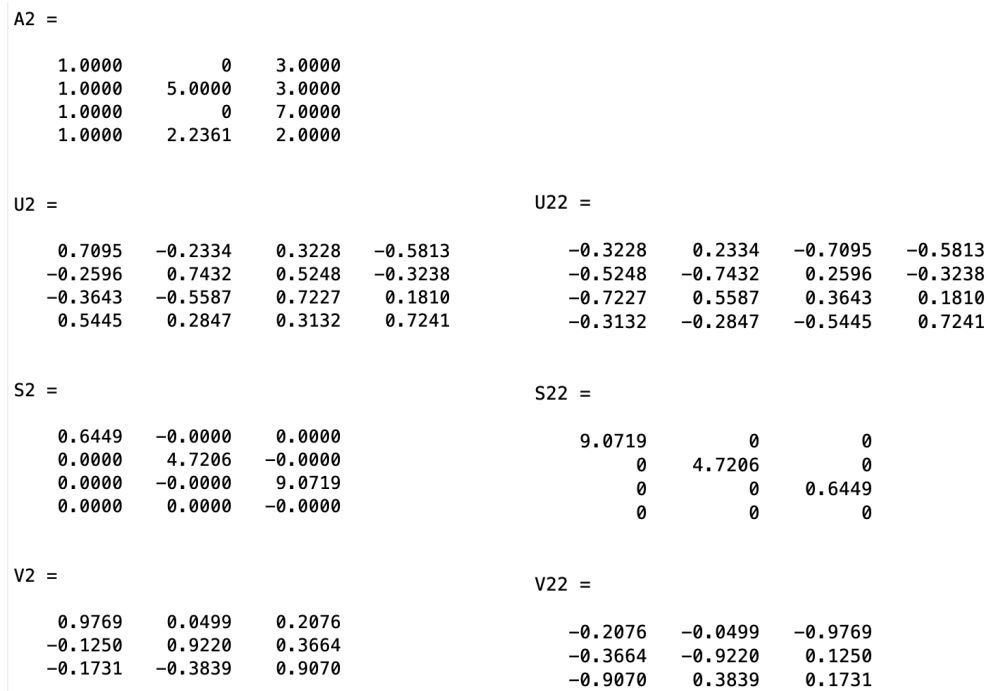 A2 =
1.0000 0 3.0000
1.0000 5.0000 3.0000
1.0000 0 7.0000
1.0000 2.2361 2.0000
U2 =
0.7095 -0.2334 0.3228 -0.5813
-0.2596 0.7432 0.5248 -0.3238
-0.3643 -0.5587 0.7227 0.1810
0.5445 0.2847 0.3132 0.7241
U22 =
-0.3228 0.2334 -0.7095 -0.5813
-0.5248 -0.7432 0.2596 -0.3238
-0.7227 0.5587 0.3643 0.1810
-0.3132 -0.2847 -0.5445 0.7241
S2 =
0.6449 -0.0000 0.0000
0.0000 4.7206 -0.0000
0.0000 -0.0000 9.0719
0.0000 0.0000 -0.0000
S22 =
9.0719 0 0
0 4.7206 0
0 0 0.6449
0 0 0
V2 =
0.9769 0.0499 0.2076
-0.1250 0.9220 0.3664
-0.1731 -0.3839 0.9070
V22 =
-0.2076 -0.0499 -0.9769
-0.3664 -0.9220 0.1250
-0.9070 0.3839 0.1731